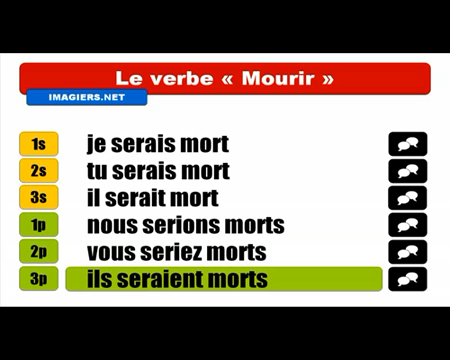 Le verbe « Mourir »
IMAGIERS.NET
1s je serais mort
2s tu serais mort
3s il serait mort
1p nous serions morts
2p vous seriez morts
3p ils seraient morts